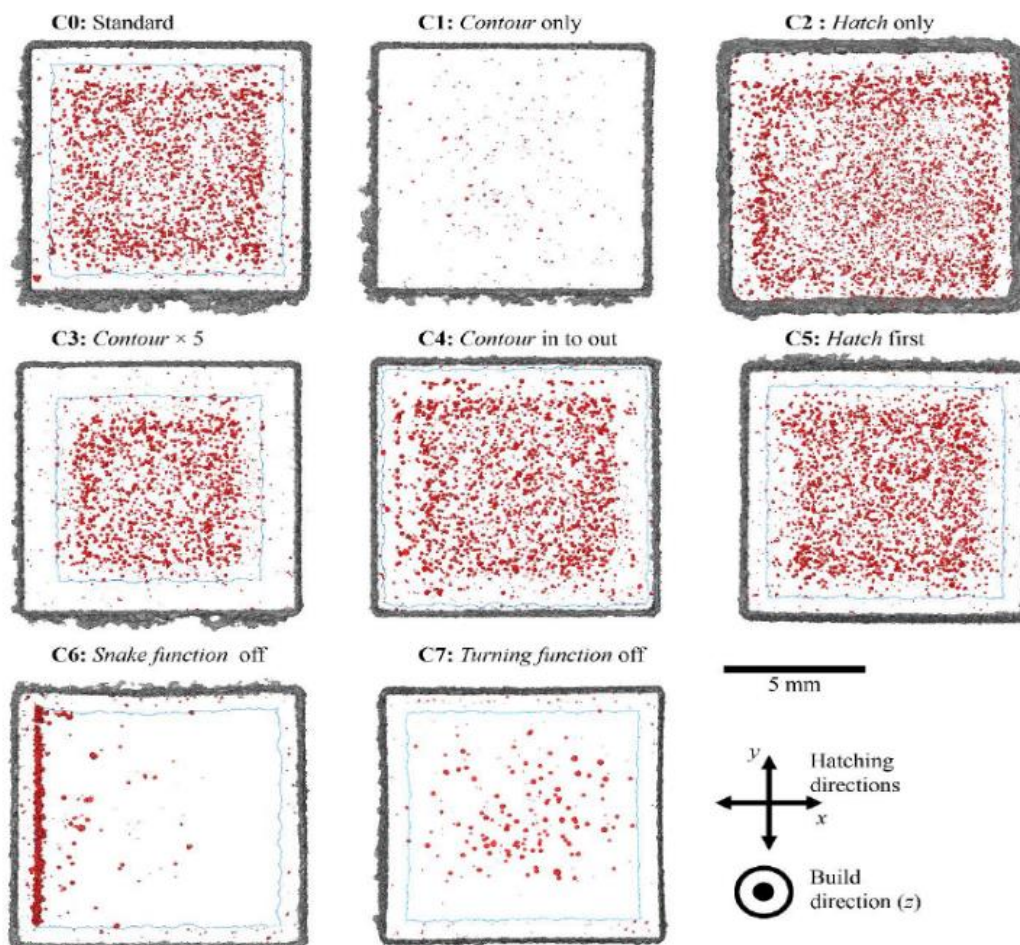 C0: Standard
C1: Contour only
C2 : Hatch only
C3: Contour × 5
C4: Contour in to out
C5: Hatch first
C6: Snake function off
C7: Turning function off
5 mm
y
Hatching
directions
x
Build
direction (z)